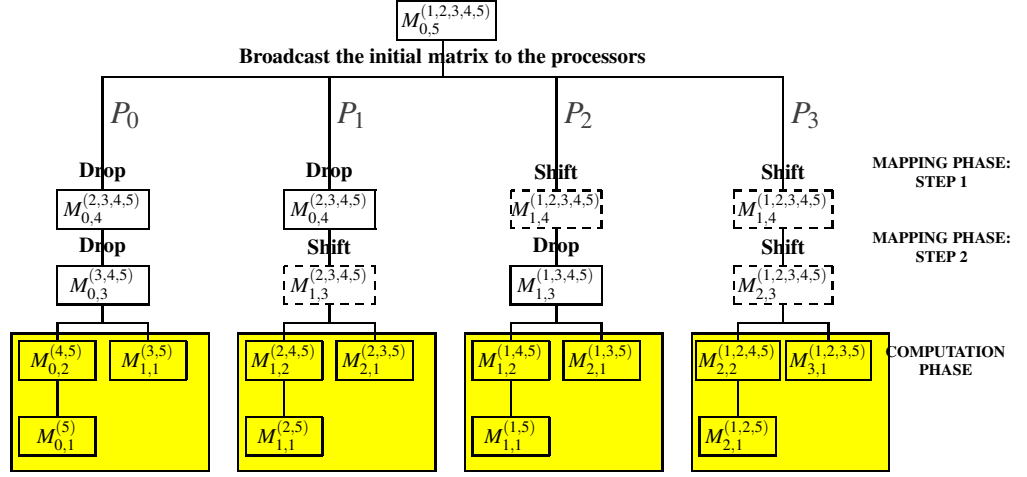 M_{0,5}^{(1,2,3,4,5)}
Broadcast the initial matrix to the processors
P_0 P_1 P_2 P_3
Drop Drop Shift Shift
MAPPING PHASE:
STEP 1
M_{0,4}^{(2,3,4,5)} M_{0,4}^{(2,3,4,5)} M_{1,4}^{(1,2,3,4,5)} M_{1,4}^{(1,2,3,4,5)}
Drop Shift Drop Shift
MAPPING PHASE:
STEP 2
M_{0,3}^{(3,4,5)} M_{1,3}^{(2,3,4,5)} M_{1,3}^{(1,3,4,5)} M_{2,3}^{(1,2,3,4,5)}
M_{0,2}^{(4,5)} M_{1,1}^{(3,5)} M_{1,2}^{(2,4,5)} M_{2,1}^{(2,3,5)} M_{1,2}^{(1,4,5)} M_{2,1}^{(1,3,5)} M_{2,2}^{(1,2,4,5)} M_{3,1}^{(1,2,3,5)}
COMPUTATION
PHASE
M_{0,1}^{(5)} M_{1,1}^{(2,5)} M_{1,1}^{(1,5)} M_{2,1}^{(1,2,5)}